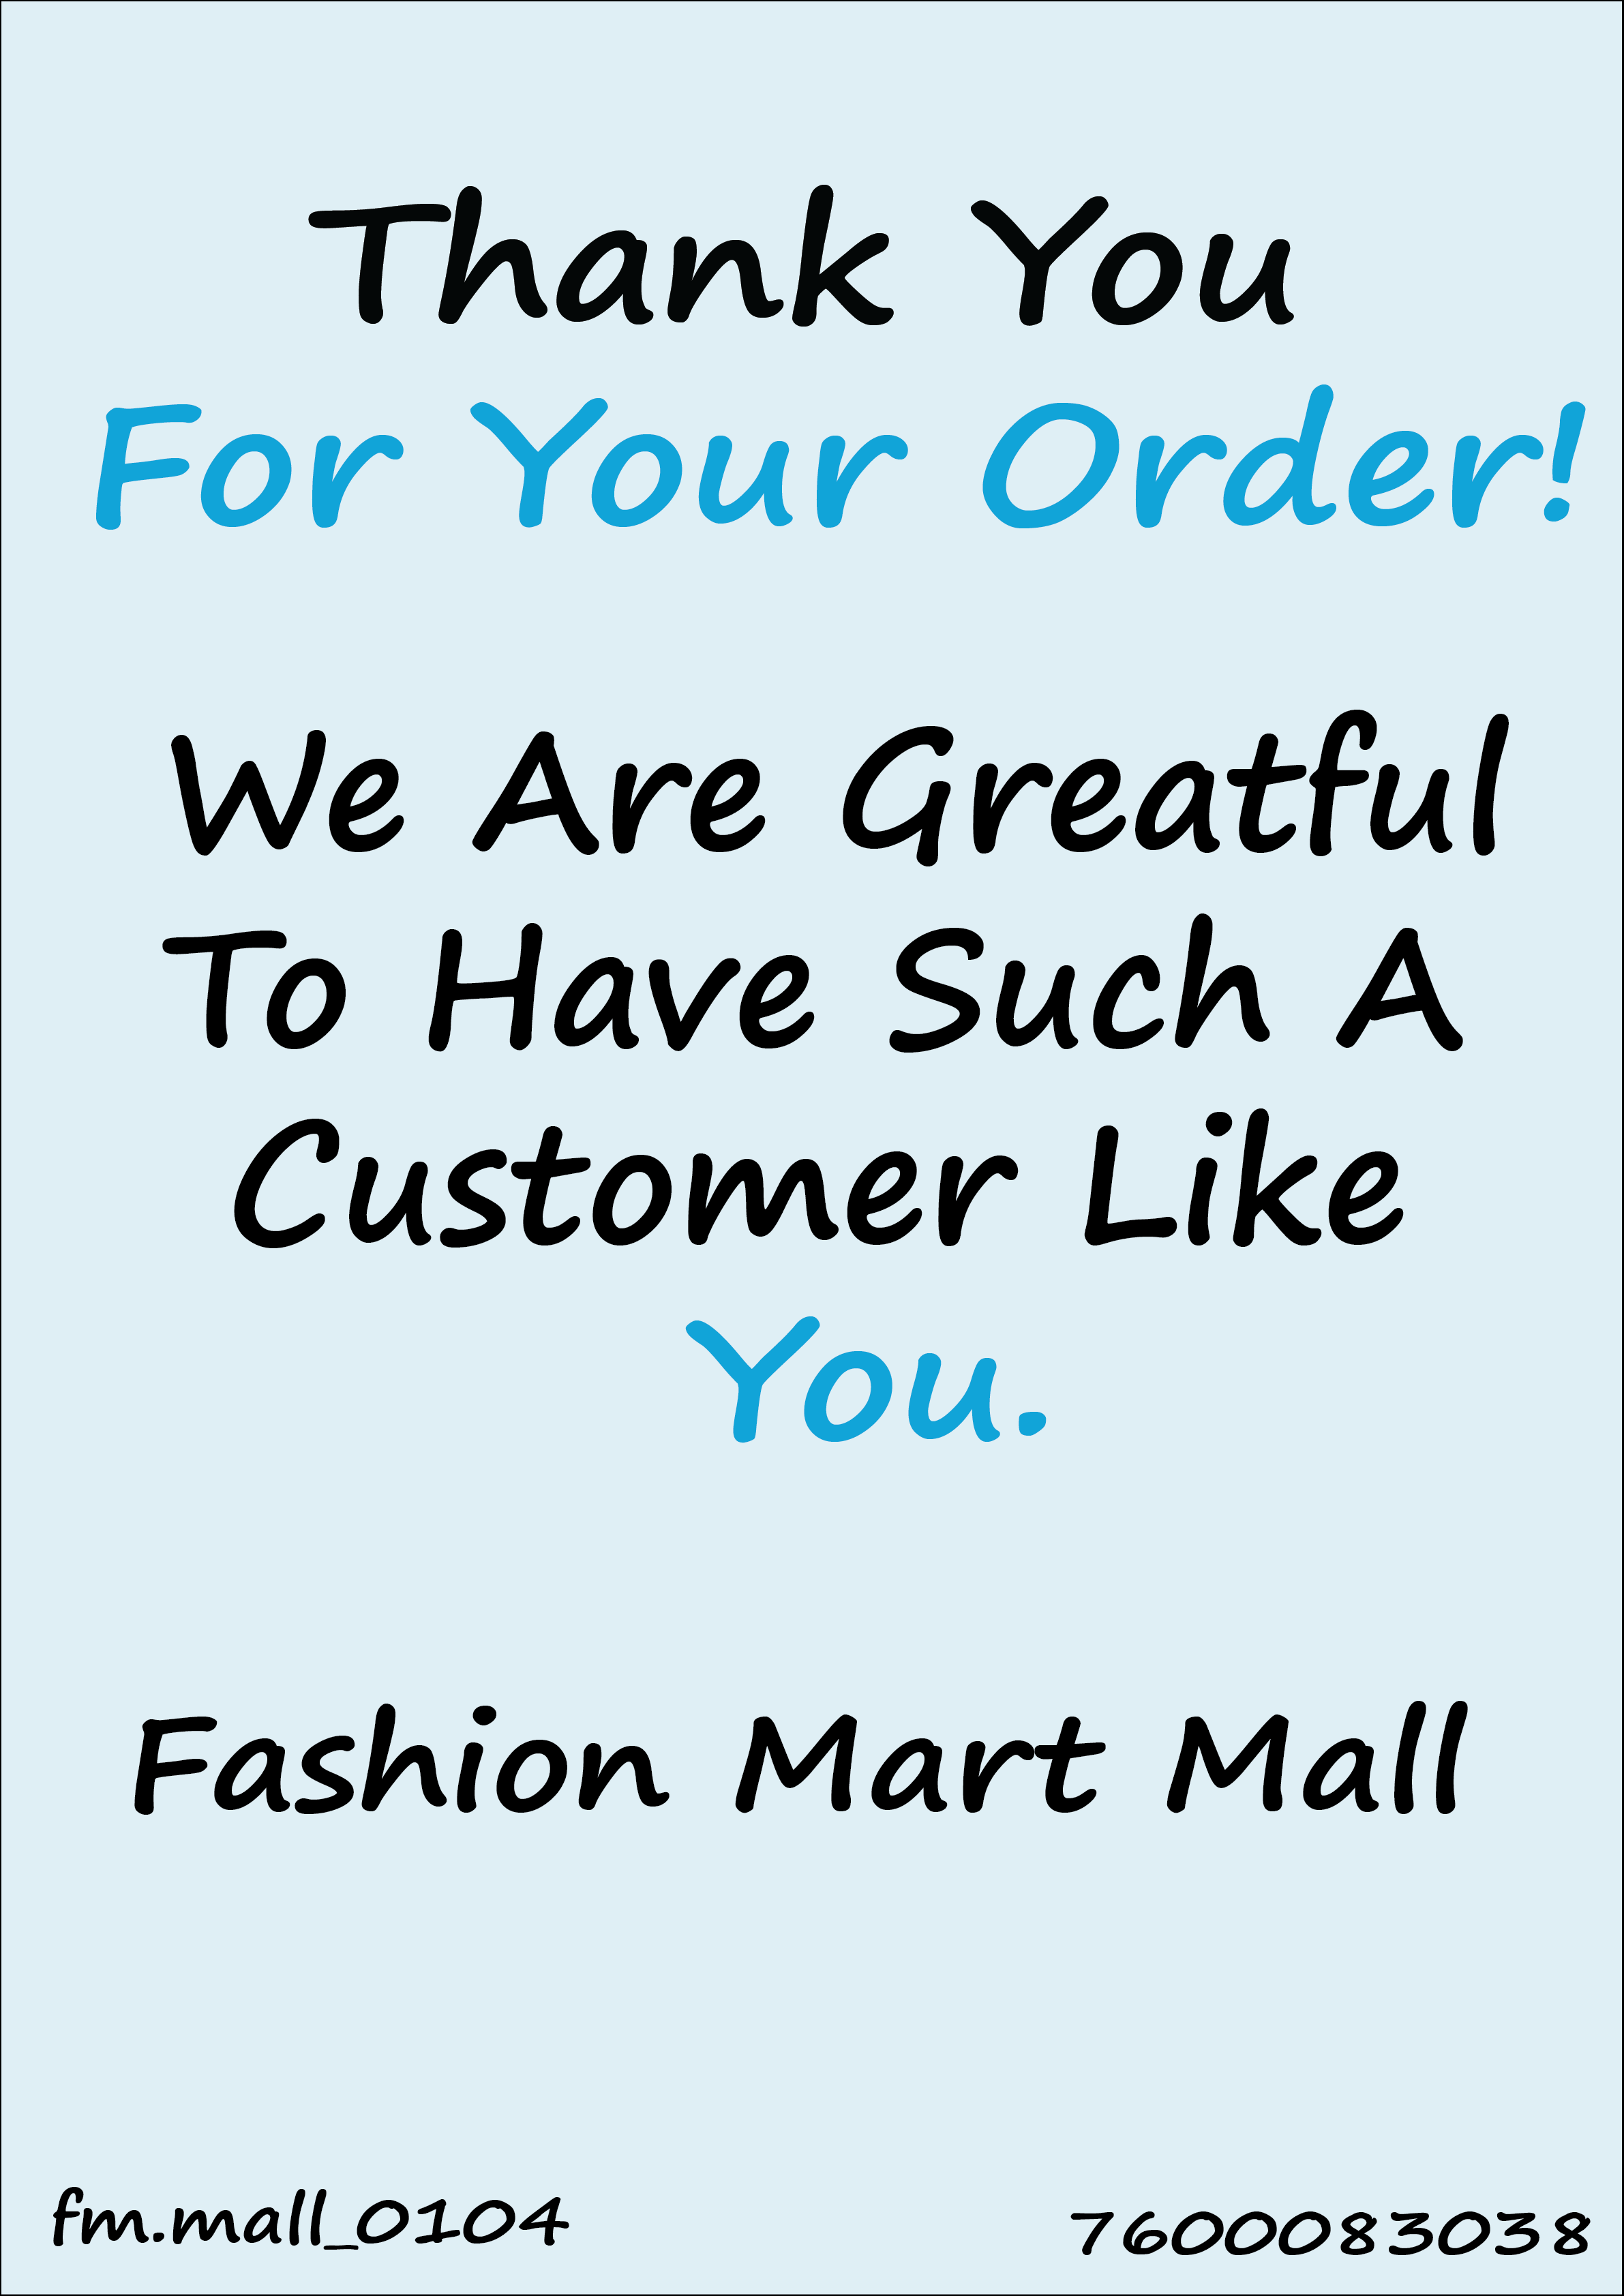 Thank You
For Your Order!
We Are Greatful
To Have Such A
Customer Like
You.
Fashion Mart Mall
fm.mall_0104
7600083038